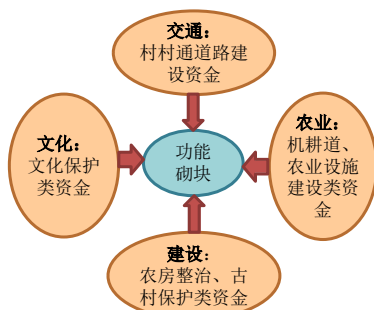 交通：
村村通道路建
设资金
文化：
文化保护
类资金
功能
砌块
农业：
机耕道、
农业设施
建设类资
金
建设：
农房整治、古
村保护类资金